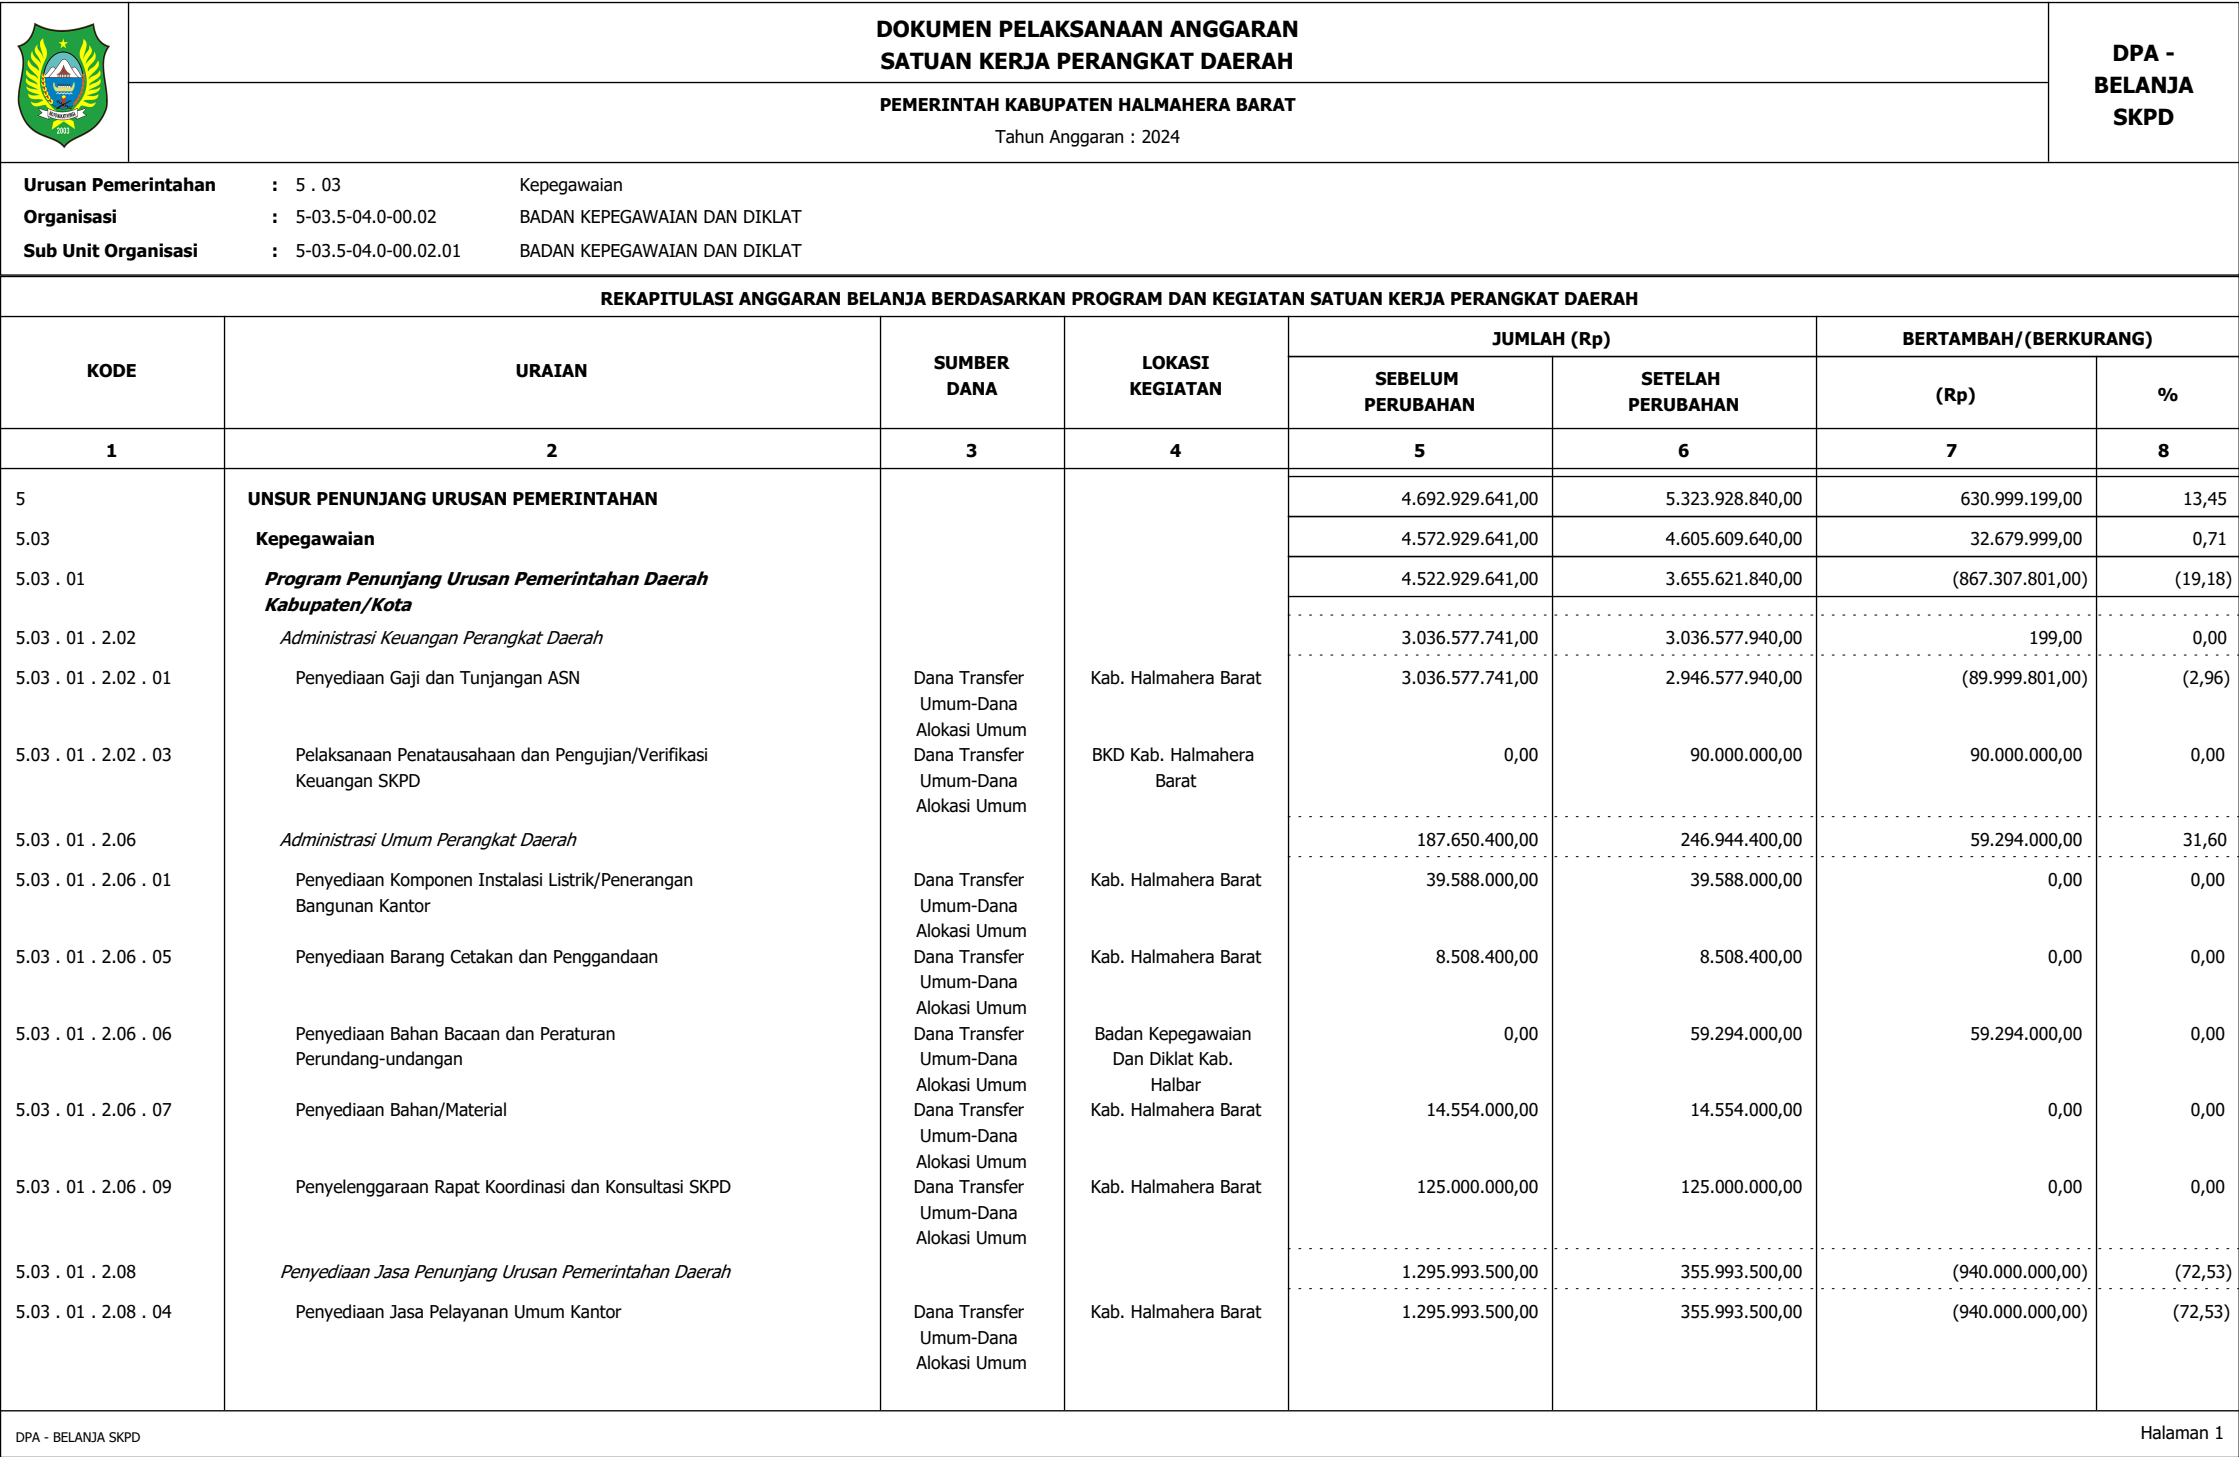 DOKUMEN PELAKSANAAN ANGGARAN
SATUAN KERJA PERANGKAT DAERAH
DPA -
BELANJA
SKPD
PEMERINTAH KABUPATEN HALMAHERA BARAT
Tahun Anggaran : 2024
2003
Urusan Pemerintahan : 5 . 03 Kepegawaian
Organisasi : 5-03.5-04.0-00.02 BADAN KEPEGAWAIAN DAN DIKLAT
Sub Unit Organisasi : 5-03.5-04.0-00.02.01 BADAN KEPEGAWAIAN DAN DIKLAT
REKAPITULASI ANGGARAN BELANJA BERDASARKAN PROGRAM DAN KEGIATAN SATUAN KERJA PERANGKAT DAERAH
KODE URAIAN SUMBER DANA LOKASI KEGIATAN JUMLAH (Rp) BERTAMBAH/(BERKURANG)
SEBELUM PERUBAHAN SETELAH PERUBAHAN (Rp) %
1 2 3 4 5 6 7 8
5 UNSUR PENUNJANG URUSAN PEMERINTAHAN 4.692.929.641,00 5.323.928.840,00 630.999.199,00 13,45
5.03 Kepegawaian 4.572.929.641,00 4.605.609.640,00 32.679.999,00 0,71
5.03 . 01 Program Penunjang Urusan Pemerintahan Daerah 4.522.929.641,00 3.655.621.840,00 (867.307.801,00) (19,18)
Kabupaten/Kota
5.03 . 01 . 2.02 Administrasi Keuangan Perangkat Daerah 3.036.577.741,00 3.036.577.940,00 199,00 0,00
5.03 . 01 . 2.02 . 01 Penyediaan Gaji dan Tunjangan ASN Dana Transfer Kab. Halmahera Barat 3.036.577.741,00 2.946.577.940,00 (89.999.801,00) (2,96)
Umum-Dana
Alokasi Umum
5.03 . 01 . 2.02 . 03 Pelaksanaan Penatausahaan dan Pengujian/Verifikasi Dana Transfer BKD Kab. Halmahera 0,00 90.000.000,00 90.000.000,00 0,00
Keuangan SKPD Umum-Dana Barat
Alokasi Umum
5.03 . 01 . 2.06 Administrasi Umum Perangkat Daerah 187.650.400,00 246.944.400,00 59.294.000,00 31,60
5.03 . 01 . 2.06 . 01 Penyediaan Komponen Instalasi Listrik/Penerangan Dana Transfer Kab. Halmahera Barat 39.588.000,00 39.588.000,00 0,00 0,00
Bangunan Kantor Umum-Dana
Alokasi Umum
5.03 . 01 . 2.06 . 05 Penyediaan Barang Cetakan dan Penggandaan Dana Transfer Kab. Halmahera Barat 8.508.400,00 8.508.400,00 0,00 0,00
Umum-Dana
Alokasi Umum
5.03 . 01 . 2.06 . 06 Penyediaan Bahan Bacaan dan Peraturan Dana Transfer Badan Kepegawaian 0,00 59.294.000,00 59.294.000,00 0,00
Perundang-undangan Umum-Dana Dan Diklat Kab.
Alokasi Umum Halbar
5.03 . 01 . 2.06 . 07 Penyediaan Bahan/Material Dana Transfer Kab. Halmahera Barat 14.554.000,00 14.554.000,00 0,00 0,00
Umum-Dana
Alokasi Umum
5.03 . 01 . 2.06 . 09 Penyelenggaraan Rapat Koordinasi dan Konsultasi SKPD Dana Transfer Kab. Halmahera Barat 125.000.000,00 125.000.000,00 0,00 0,00
Umum-Dana
Alokasi Umum
5.03 . 01 . 2.08 Penyediaan Jasa Penunjang Urusan Pemerintahan Daerah 1.295.993.500,00 355.993.500,00 (940.000.000,00) (72,53)
5.03 . 01 . 2.08 . 04 Penyediaan Jasa Pelayanan Umum Kantor Dana Transfer Kab. Halmahera Barat 1.295.993.500,00 355.993.500,00 (940.000.000,00) (72,53)
Umum-Dana
Alokasi Umum
DPA - BELANJA SKPD Halaman 1